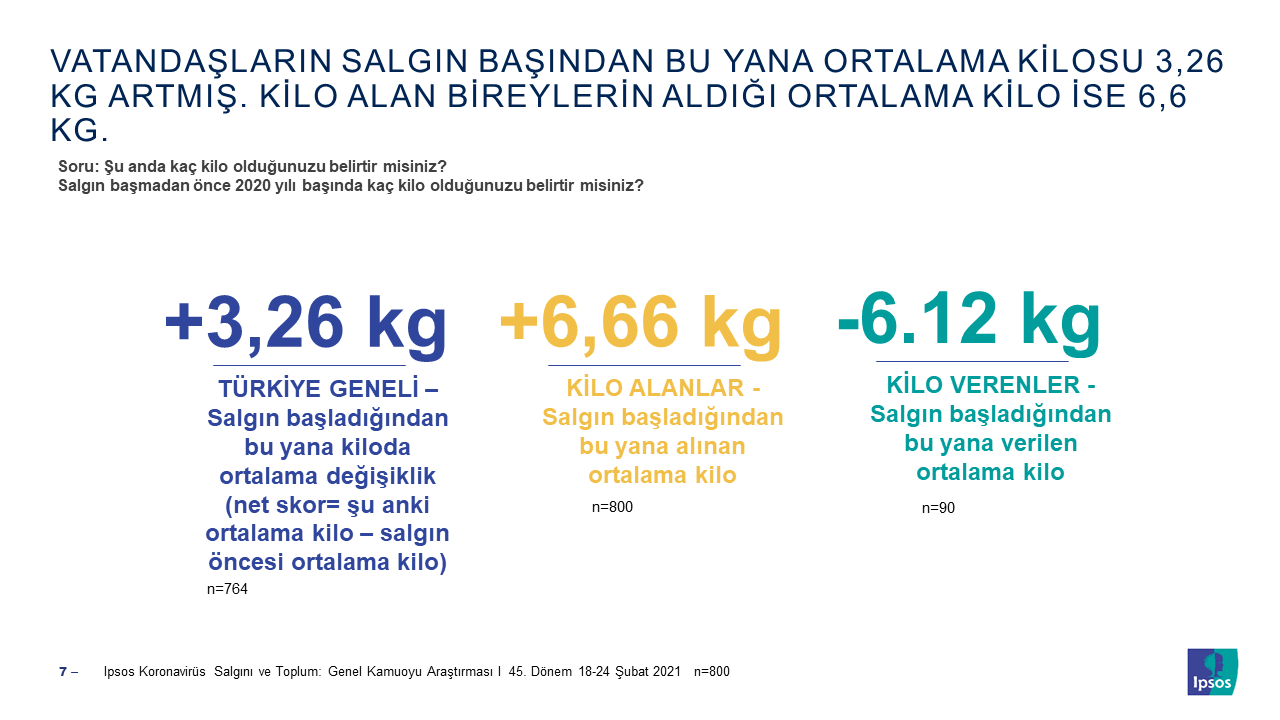 VATANDAŞLARIN SALGIN BAŞINDAN BU YANA ORTALAMA KİLOSU 3,26
KG ARTMIŞ. KİLO ALAN BİREYLERİN ALDIĞI ORTALAMA KİLO İSE 6,6
KG.
Soru: Şu anda kaç kilo olduğunuzu belirtir misiniz?
Salgın başmadan önce 2020 yılı başında kaç kilo olduğunuzu belirtir misiniz?
+3,26 kg
TÜRKİYE GENELİ –
Salgın başladığından
bu yana kiloda
ortalama değişiklik
(net skor= şu anki
ortalama kilo – salgın
öncesi ortalama kilo)
n=764
+6,66 kg
KİLO ALANLAR -
Salgın başladığından
bu yana alınan
ortalama kilo
n=800
-6.12 kg
KİLO VERENLER -
Salgın başladığından
bu yana verilen
ortalama kilo
n=90
7 – Ipsos Koronavirüs Salgını ve Toplum: Genel Kamuoyu Araştırması I 45. Dönem 18-24 Şubat 2021 n=800
Ipsos